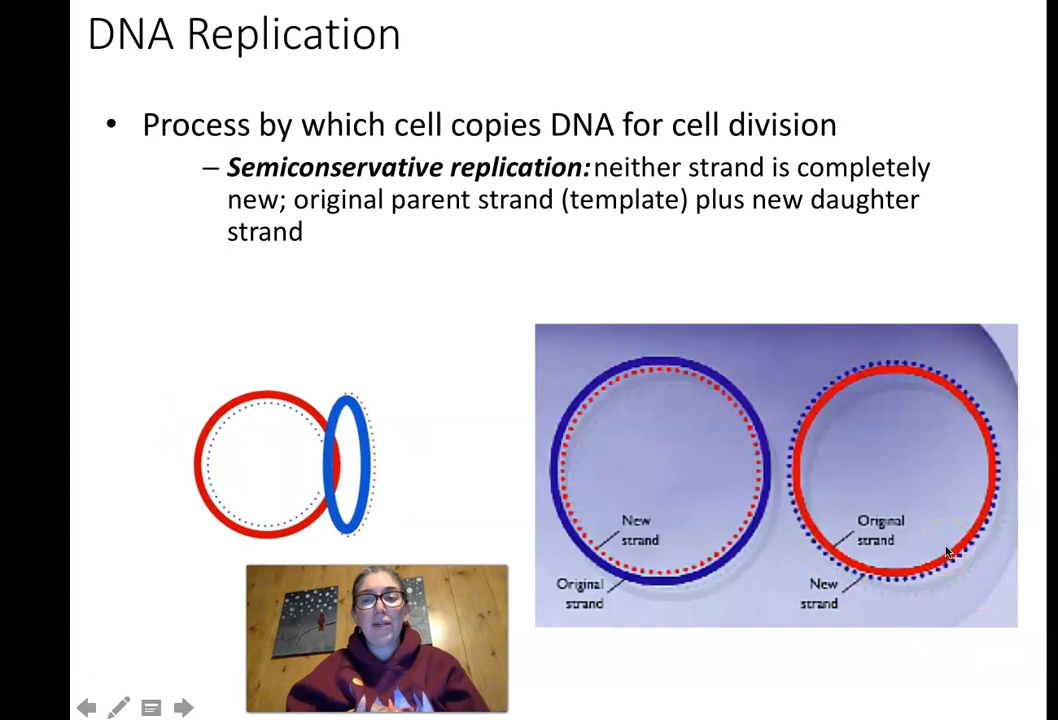 DNA Replication
• Process by which cell copies DNA for cell division
– Semiconservative replication: neither strand is completely
new; original parent strand (template) plus new daughter
strand
New
strand
Original
strand
Original
strand
New
strand